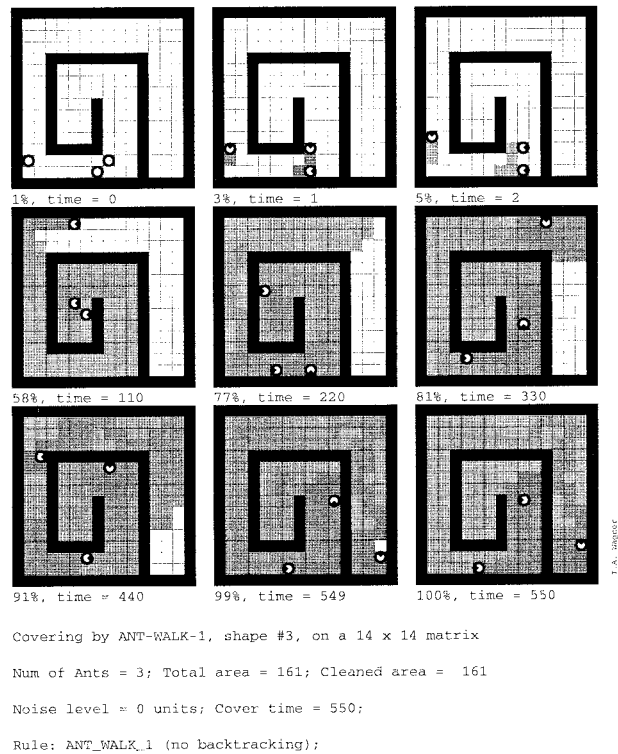 1%, time = 0
3%, time = 1
5%, time = 2
58%, time = 110
77%, time = 220
81%, time = 330
91%, time = 440
99%, time = 549
100%, time = 550
I.A. Wagner
Covering by ANT-WALK-1, shape #3, on a 14 x 14 matrix
Num of Ants = 3; Total area = 161; Cleaned area = 161
Noise level = 0 units; Cover time = 550;
Rule: ANT_WALK_1 (no backtracking);